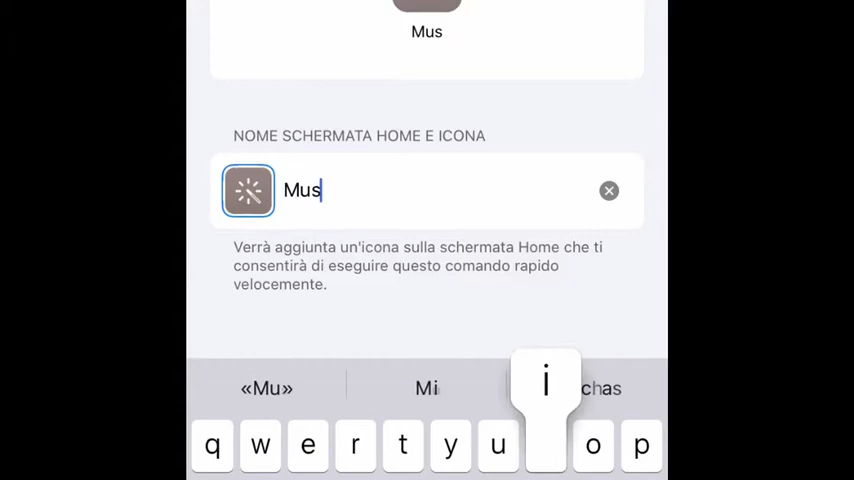 Mus
NOME SCHERMATA HOME E ICONA
Mus
Verrà aggiunta un'icona sulla schermata Home che ti
consentirà di eseguire questo comando rapido
velocemente.
«Mu» Mi chas
i
q w e r t y u o p